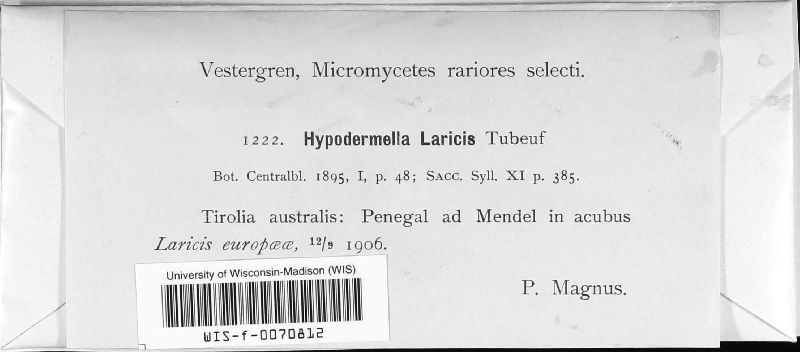 Vestergren, Micromycetes rariores selecti.
1222. Hypodermella Laricis Tubeuf
Bot. Centralbl. 1895, I, p. 48; Sacc. Syll. XI p. 385.
Tirolia australis: Penegal ad Mendel in acubus
Laricis europææ, 12/9 1906.
P. Magnus.
University of Wisconsin-Madison (WIS)
WIS-f-0070812